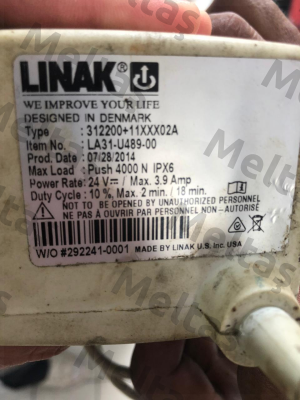 LINAK
WE IMPROVE YOUR LIFE
DESIGNED IN DENMARK
Type : 312200+11XXX02A
Item No. : LA31-U489-00
Prod. Date : 07/28/2014
Max Load : Push 4000 N IPX6
Power Rate: 24 V⎓ / Max. 3.9 Amp
Duty Cycle: 10 %, Max. 2 min. / 18 min.
NOT TO BE OPENED BY UNAUTHORIZED PERSONNEL
NE PA À OUVRIR PAR PERSONNEL NON AUTORISÉ
W/O #292241-0001 MADE BY LINAK U.S. Inc. USA
Meltas